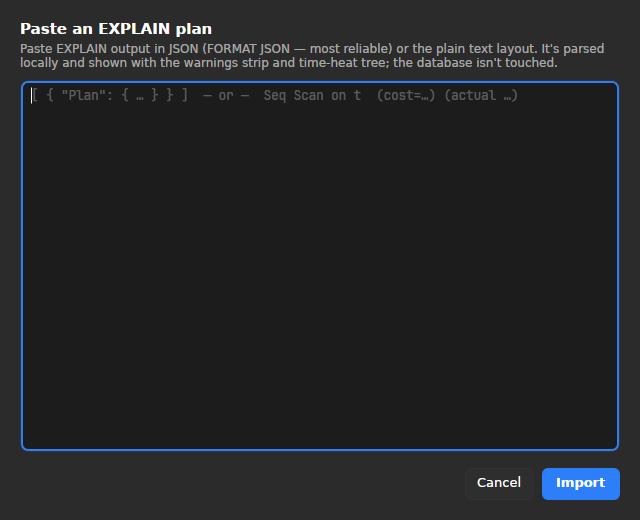 Paste an EXPLAIN plan
Paste EXPLAIN output in JSON (FORMAT JSON — most reliable) or the plain text layout. It's parsed
locally and shown with the warnings strip and time-heat tree; the database isn't touched.
[ { "Plan": { … } } ]  — or —  Seq Scan on t  (cost=…) (actual …)
Cancel
Import